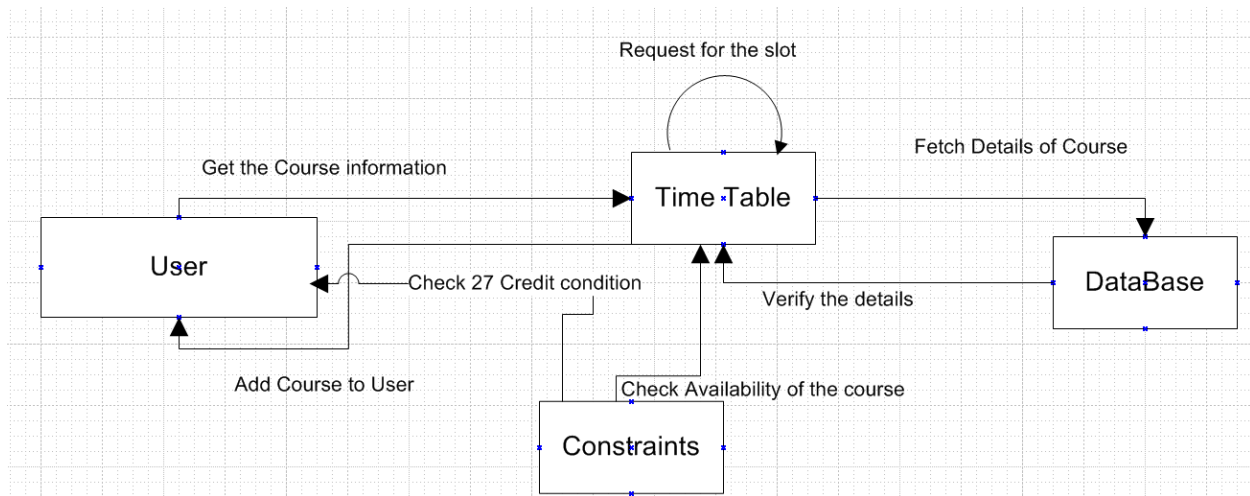 Request for the slot
Fetch Details of Course
Get the Course information
Time Table
User
Check 27 Credit condition
DataBase
Verify the details
Add Course to User
Check Availability of the course
Constraints